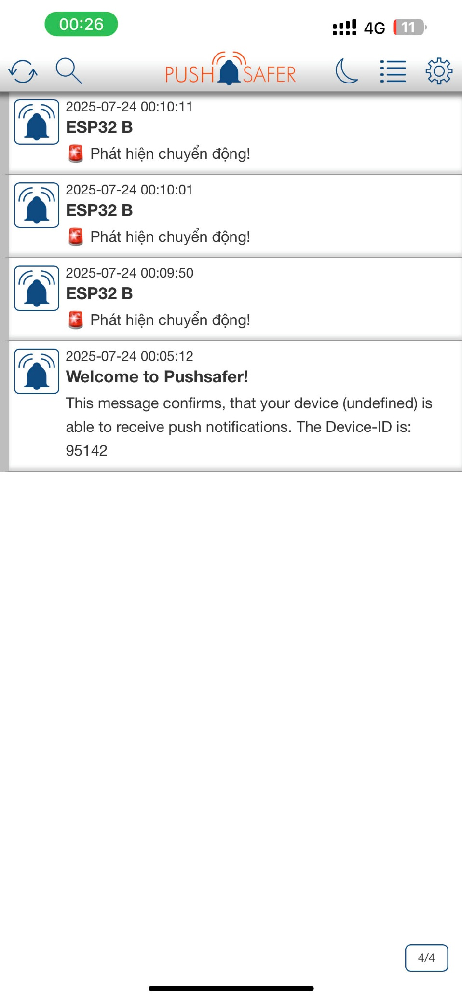 00:26
4G 11
PUSH SAFER
2025-07-24 00:10:11
ESP32 B
🚨 Phát hiện chuyển động!
2025-07-24 00:10:01
ESP32 B
🚨 Phát hiện chuyển động!
2025-07-24 00:09:50
ESP32 B
🚨 Phát hiện chuyển động!
2025-07-24 00:05:12
Welcome to Pushsafer!
This message confirms, that your device (undefined) is
able to receive push notifications. The Device-ID is:
95142
4/4